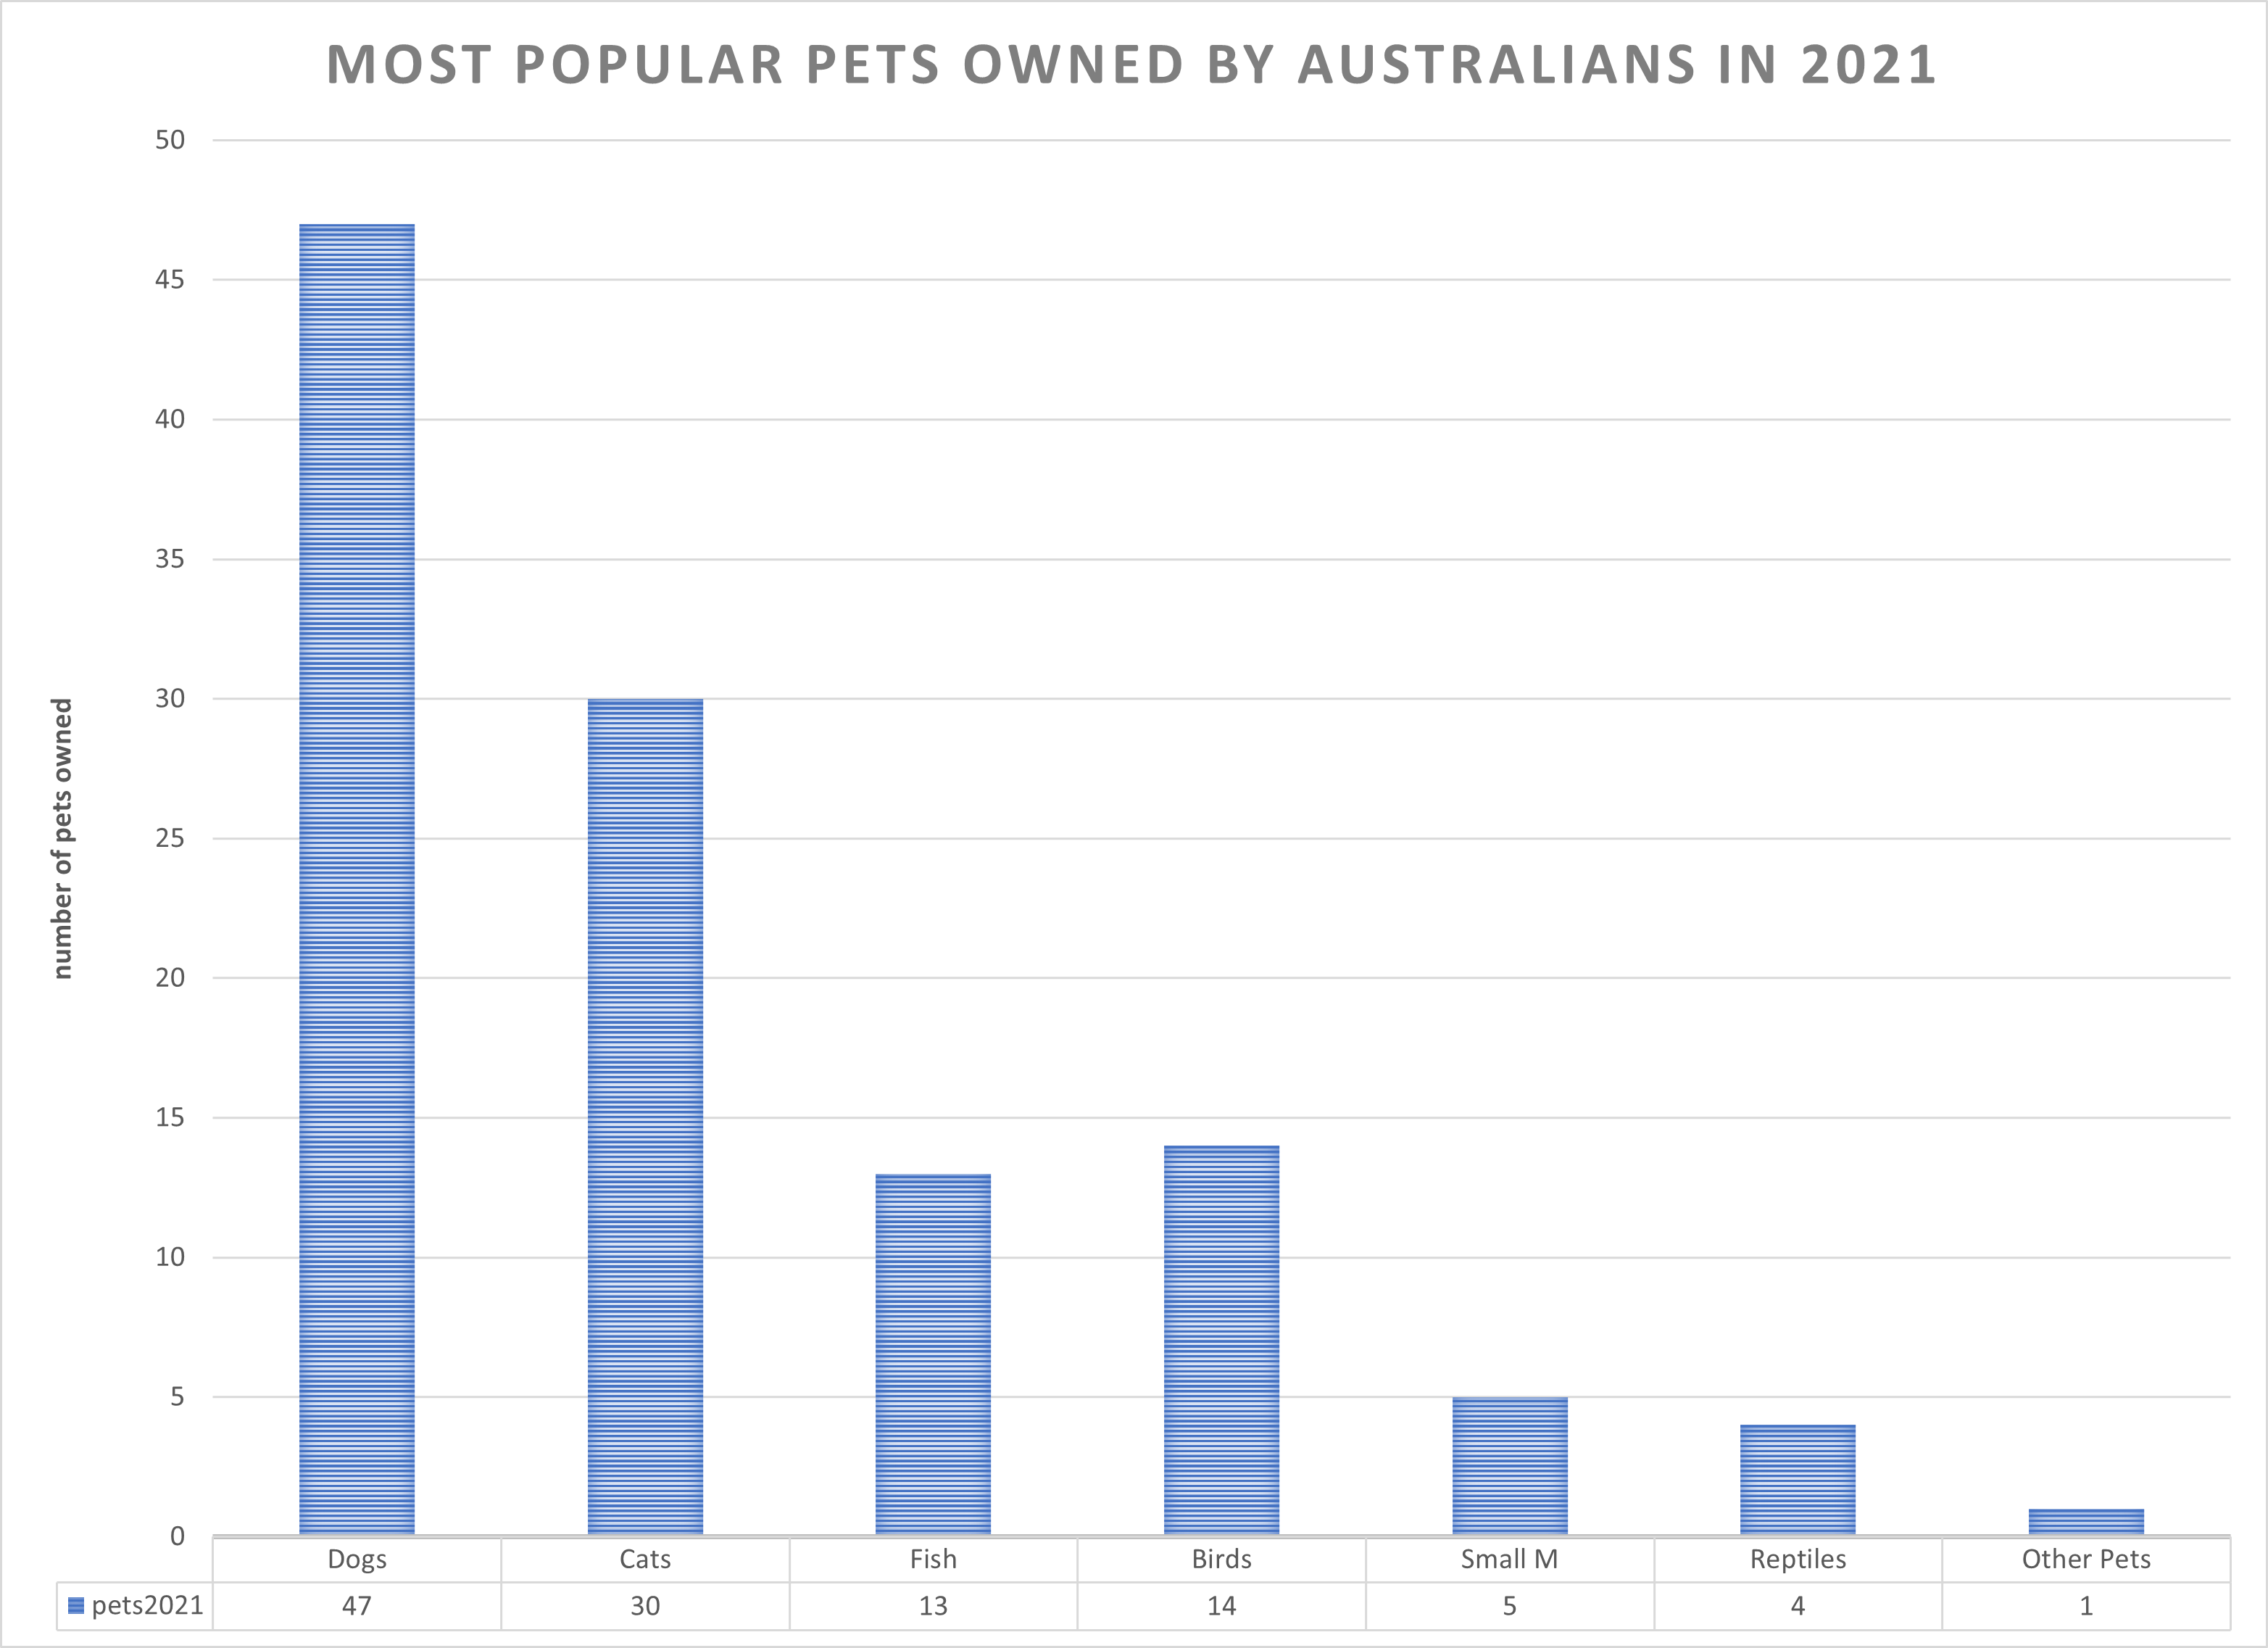 MOST POPULAR PETS OWNED BY AUSTRALIANS IN 2021
50
45
40
35
30
25
20
15
10
5
0
number of pets owned
Dogs Cats Fish Birds Small M Reptiles Other Pets
pets2021 47 30 13 14 5 4 1